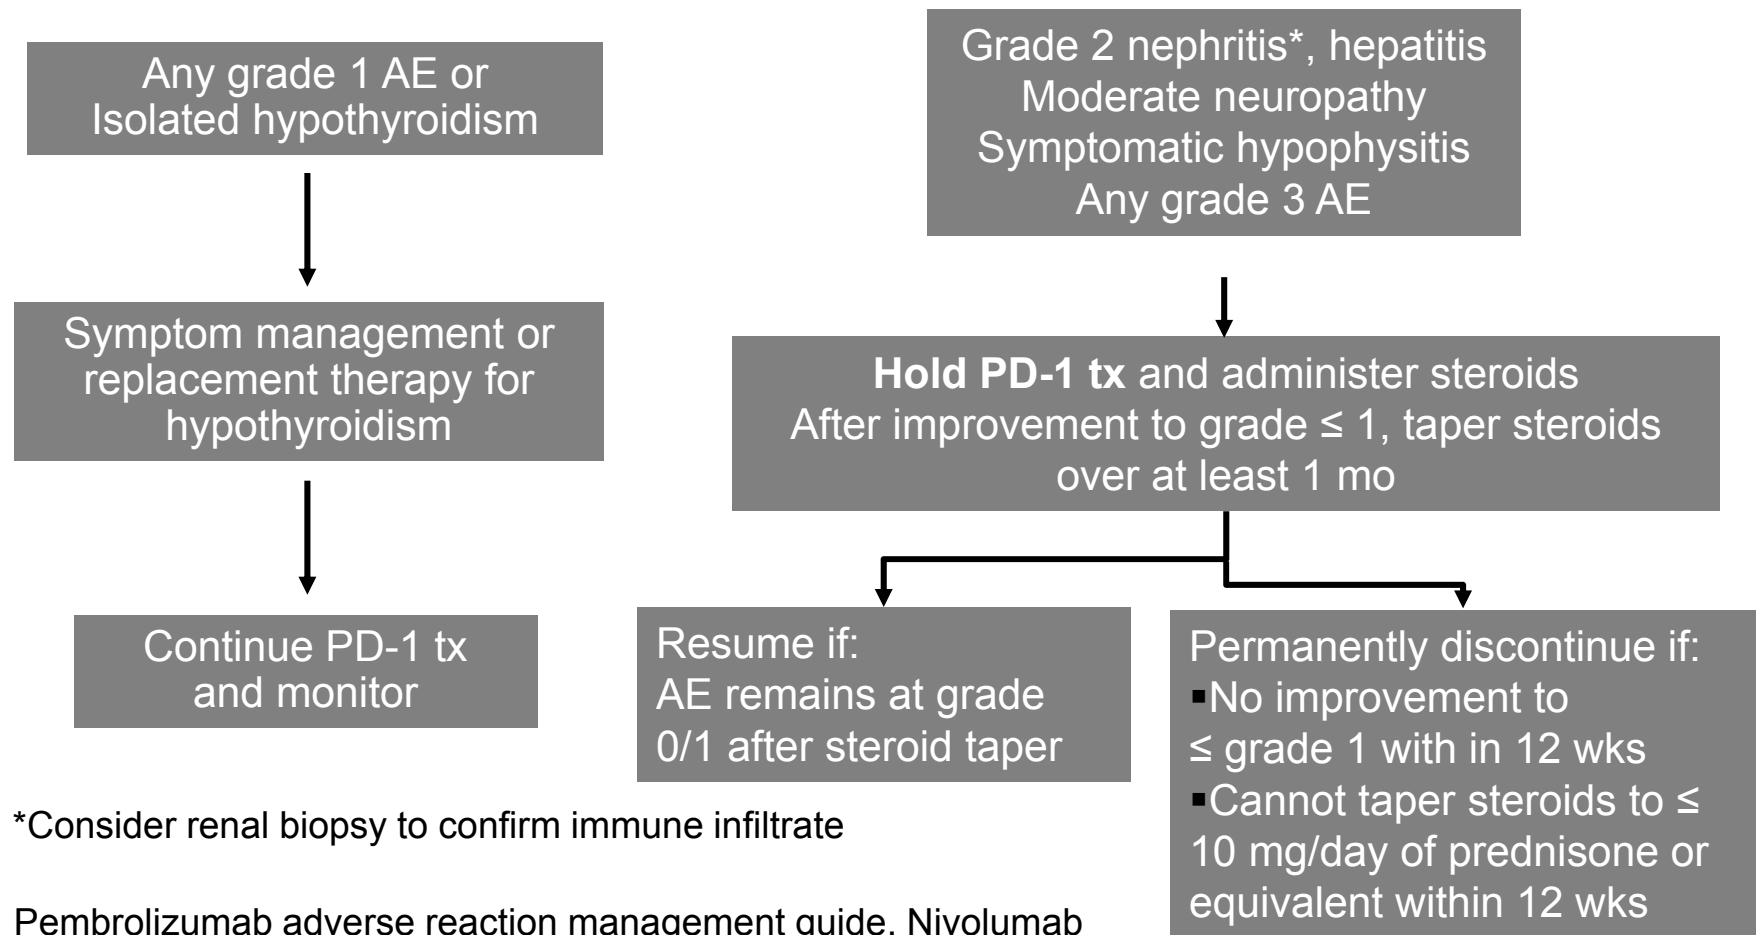 Any grade 1 AE or
Isolated hypothyroidism
Symptom management or
replacement therapy for
hypothyroidism
Continue PD-1 tx
and monitor
Grade 2 nephritis*, hepatitis
Moderate neuropathy
Symptomatic hypophysitis
Any grade 3 AE
Hold PD-1 tx and administer steroids
After improvement to grade ≤ 1, taper steroids
over at least 1 mo
Resume if:
AE remains at grade
0/1 after steroid taper
Permanently discontinue if:
▪No improvement to
≤ grade 1 with in 12 wks
▪Cannot taper steroids to ≤
10 mg/day of prednisone or
equivalent within 12 wks
*Consider renal biopsy to confirm immune infiltrate
Pembrolizumab adverse reaction management guide. Nivolumab